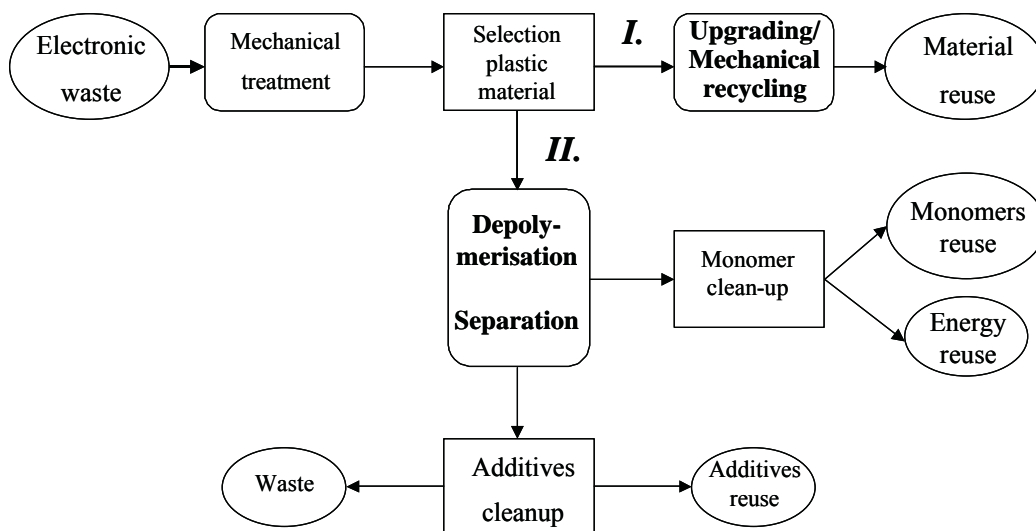 Electronic
waste
Mechanical
treatment
Selection
plastic
material
I.
Upgrading/
Mechanical
recycling
Material
reuse
II.
Depoly-
merisation
Separation
Monomer
clean-up
Monomers
reuse
Energy
reuse
Waste
Additives
cleanup
Additives
reuse